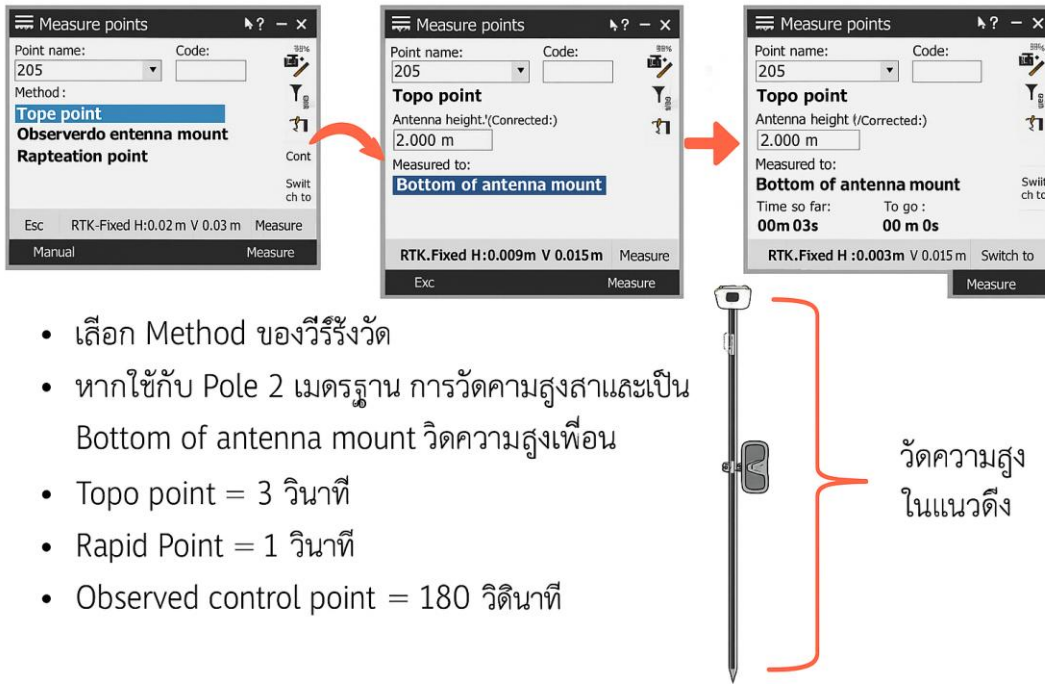 Measure points
Point name: Code:
205
Method :
Tope point
Observerdo entenna mount
Rapteation point
Cont
Swilt
ch to
Esc RTK-Fixed H:0.02 m V 0.03 m Measure
Manual Measure
Measure points
Point name: Code:
205
Topo point
Antenna height.'(Conrected:)
2.000 m
Measured to:
Bottom of antenna mount
RTK.Fixed H:0.009m V 0.015m Measure
Exc Measure
Measure points
Point name: Code:
205
Topo point
Antenna height (/Corrected:)
2.000 m
Measured to:
Bottom of antenna mount
Time so far: To go :
00m 03s 00 m 0s
Swiit
ch to
RTK.Fixed H :0.003m V 0.015 m Switch to
Measure
• เลือก Method ของวีรีรังวัด
• หากใช้กับ Pole 2 เมดรฐาน การวัดคามสูงสาและเป็น
Bottom of antenna mount วิดความสูงเพื่อน
• Topo point = 3 วินาที
• Rapid Point = 1 วินาที
• Observed control point = 180 วิดินาที
วัดความสูง
ในแนวดึง